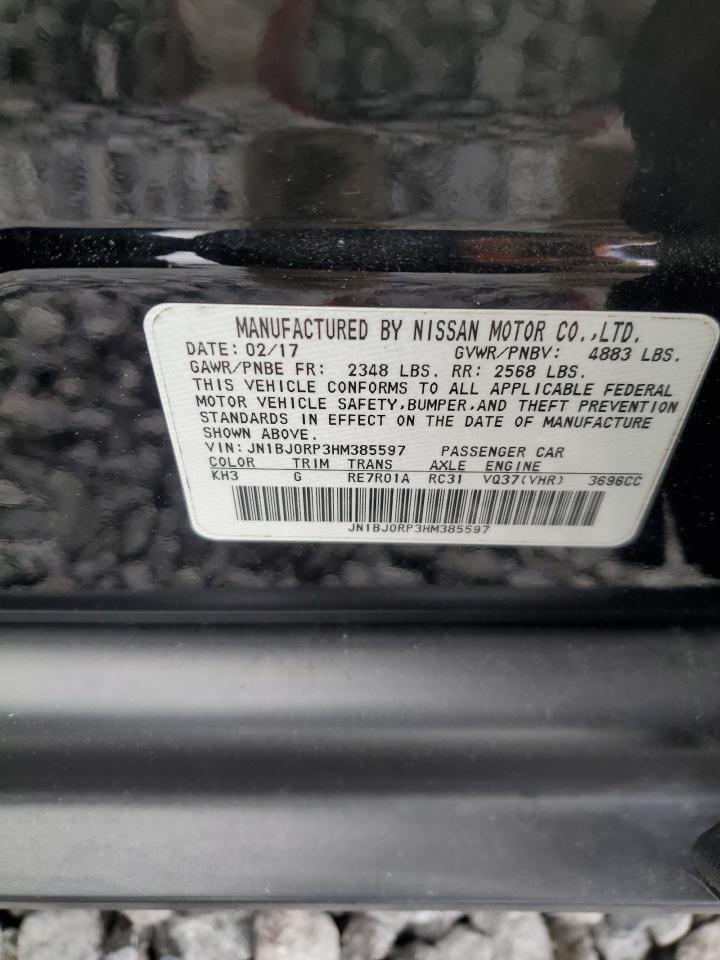 MANUFACTURED BY NISSAN MOTOR CO.,LTD.
DATE: 02/17 GVWR/PNBV: 4883 LBS.
GAWR/PNBE FR: 2348 LBS. RR: 2568 LBS.
THIS VEHICLE CONFORMS TO ALL APPLICABLE FEDERAL
MOTOR VEHICLE SAFETY,BUMPER,AND THEFT PREVENTION
STANDARDS IN EFFECT ON THE DATE OF MANUFACTURE
SHOWN ABOVE.
VIN: JN1BJ0RP3HM385597 PASSENGER CAR
COLOR TRIM TRANS AXLE ENGINE
KH3 G RE7R01A RC31 VQ37(VHR) 3696CC
JN1BJ0RP3HM385597